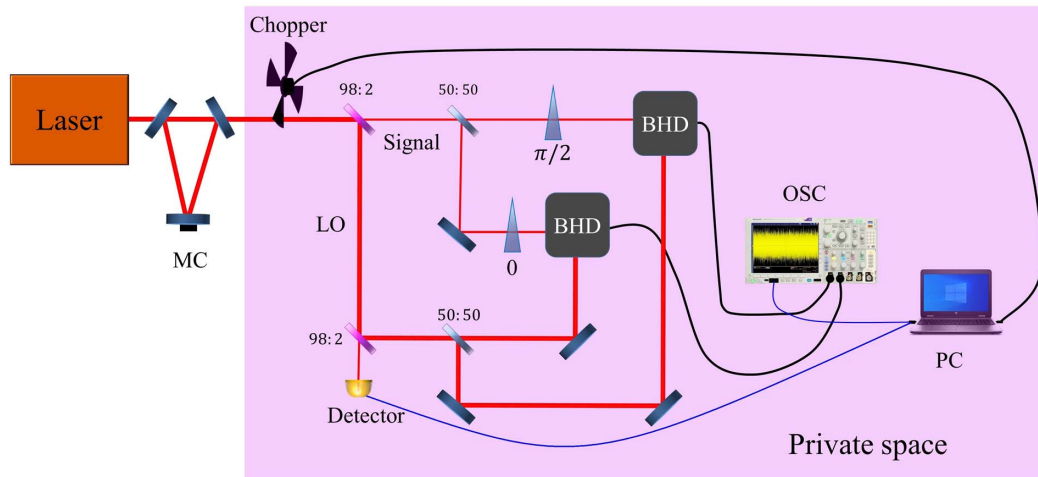 Chopper
98:2
50:50
Laser
Signal
π/2
BHD
OSC
LO
BHD
MC
0
50:50
98:2
PC
Detector
Private space